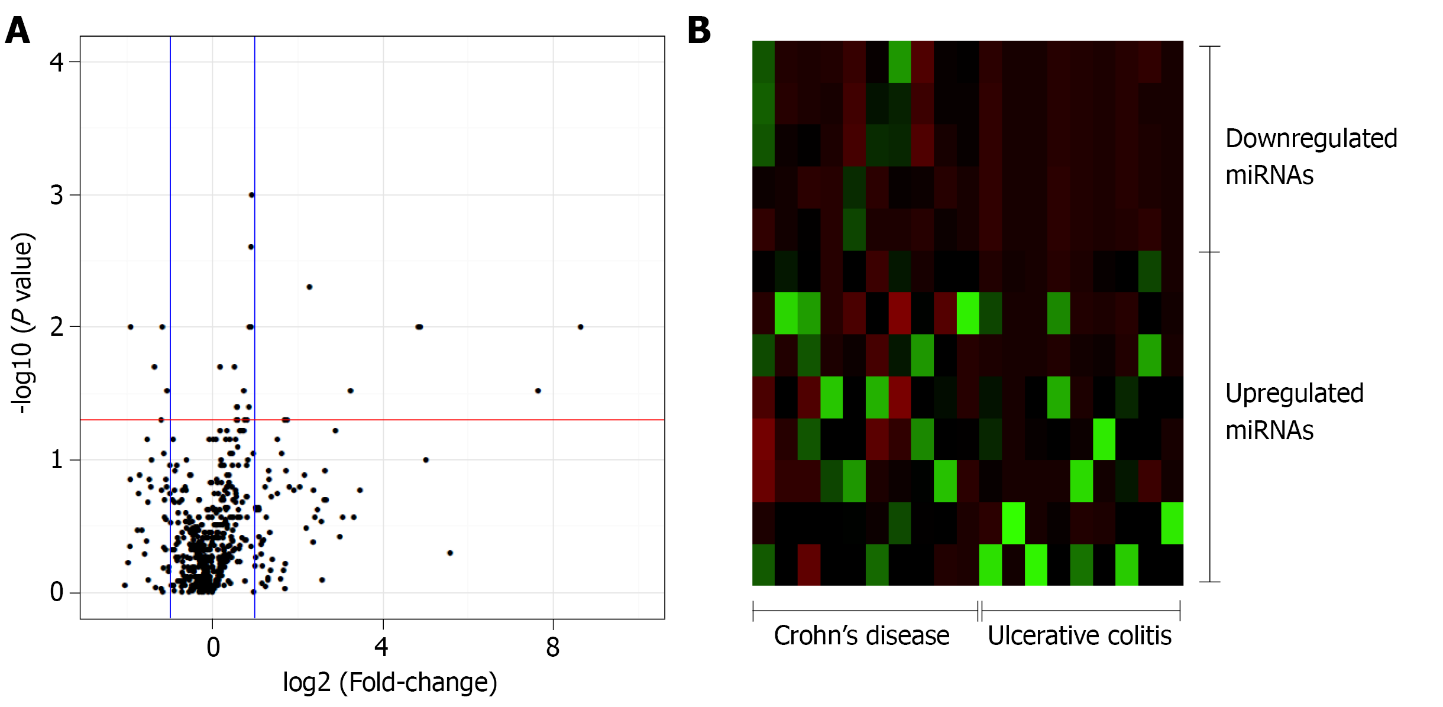 A
B
4
3
2
1
0
-log10 (P value)
0 4 8
log2 (Fold-change)
Downregulated
miRNAs
Upregulated
miRNAs
Crohn’s disease
Ulcerative colitis